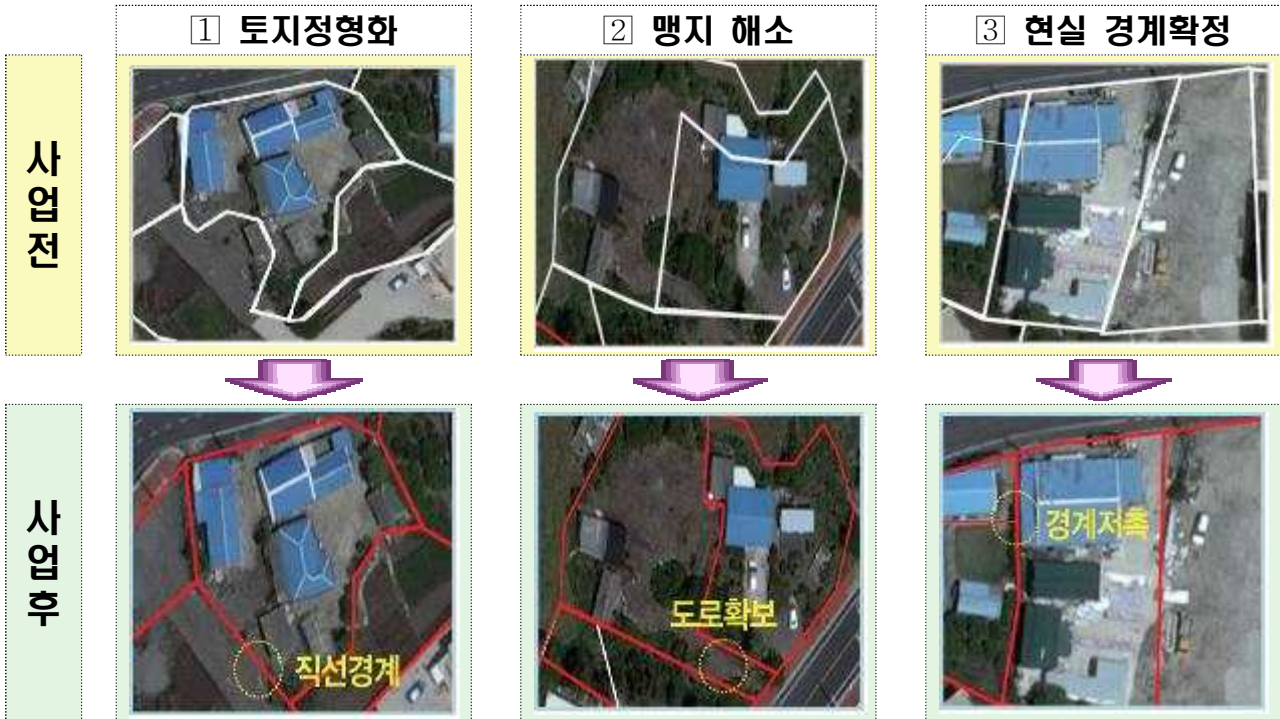 1 토지정형화
2 맹지 해소
3 현실 경계확정
사업전
사업후
직선경계
도로확보
경계저촉